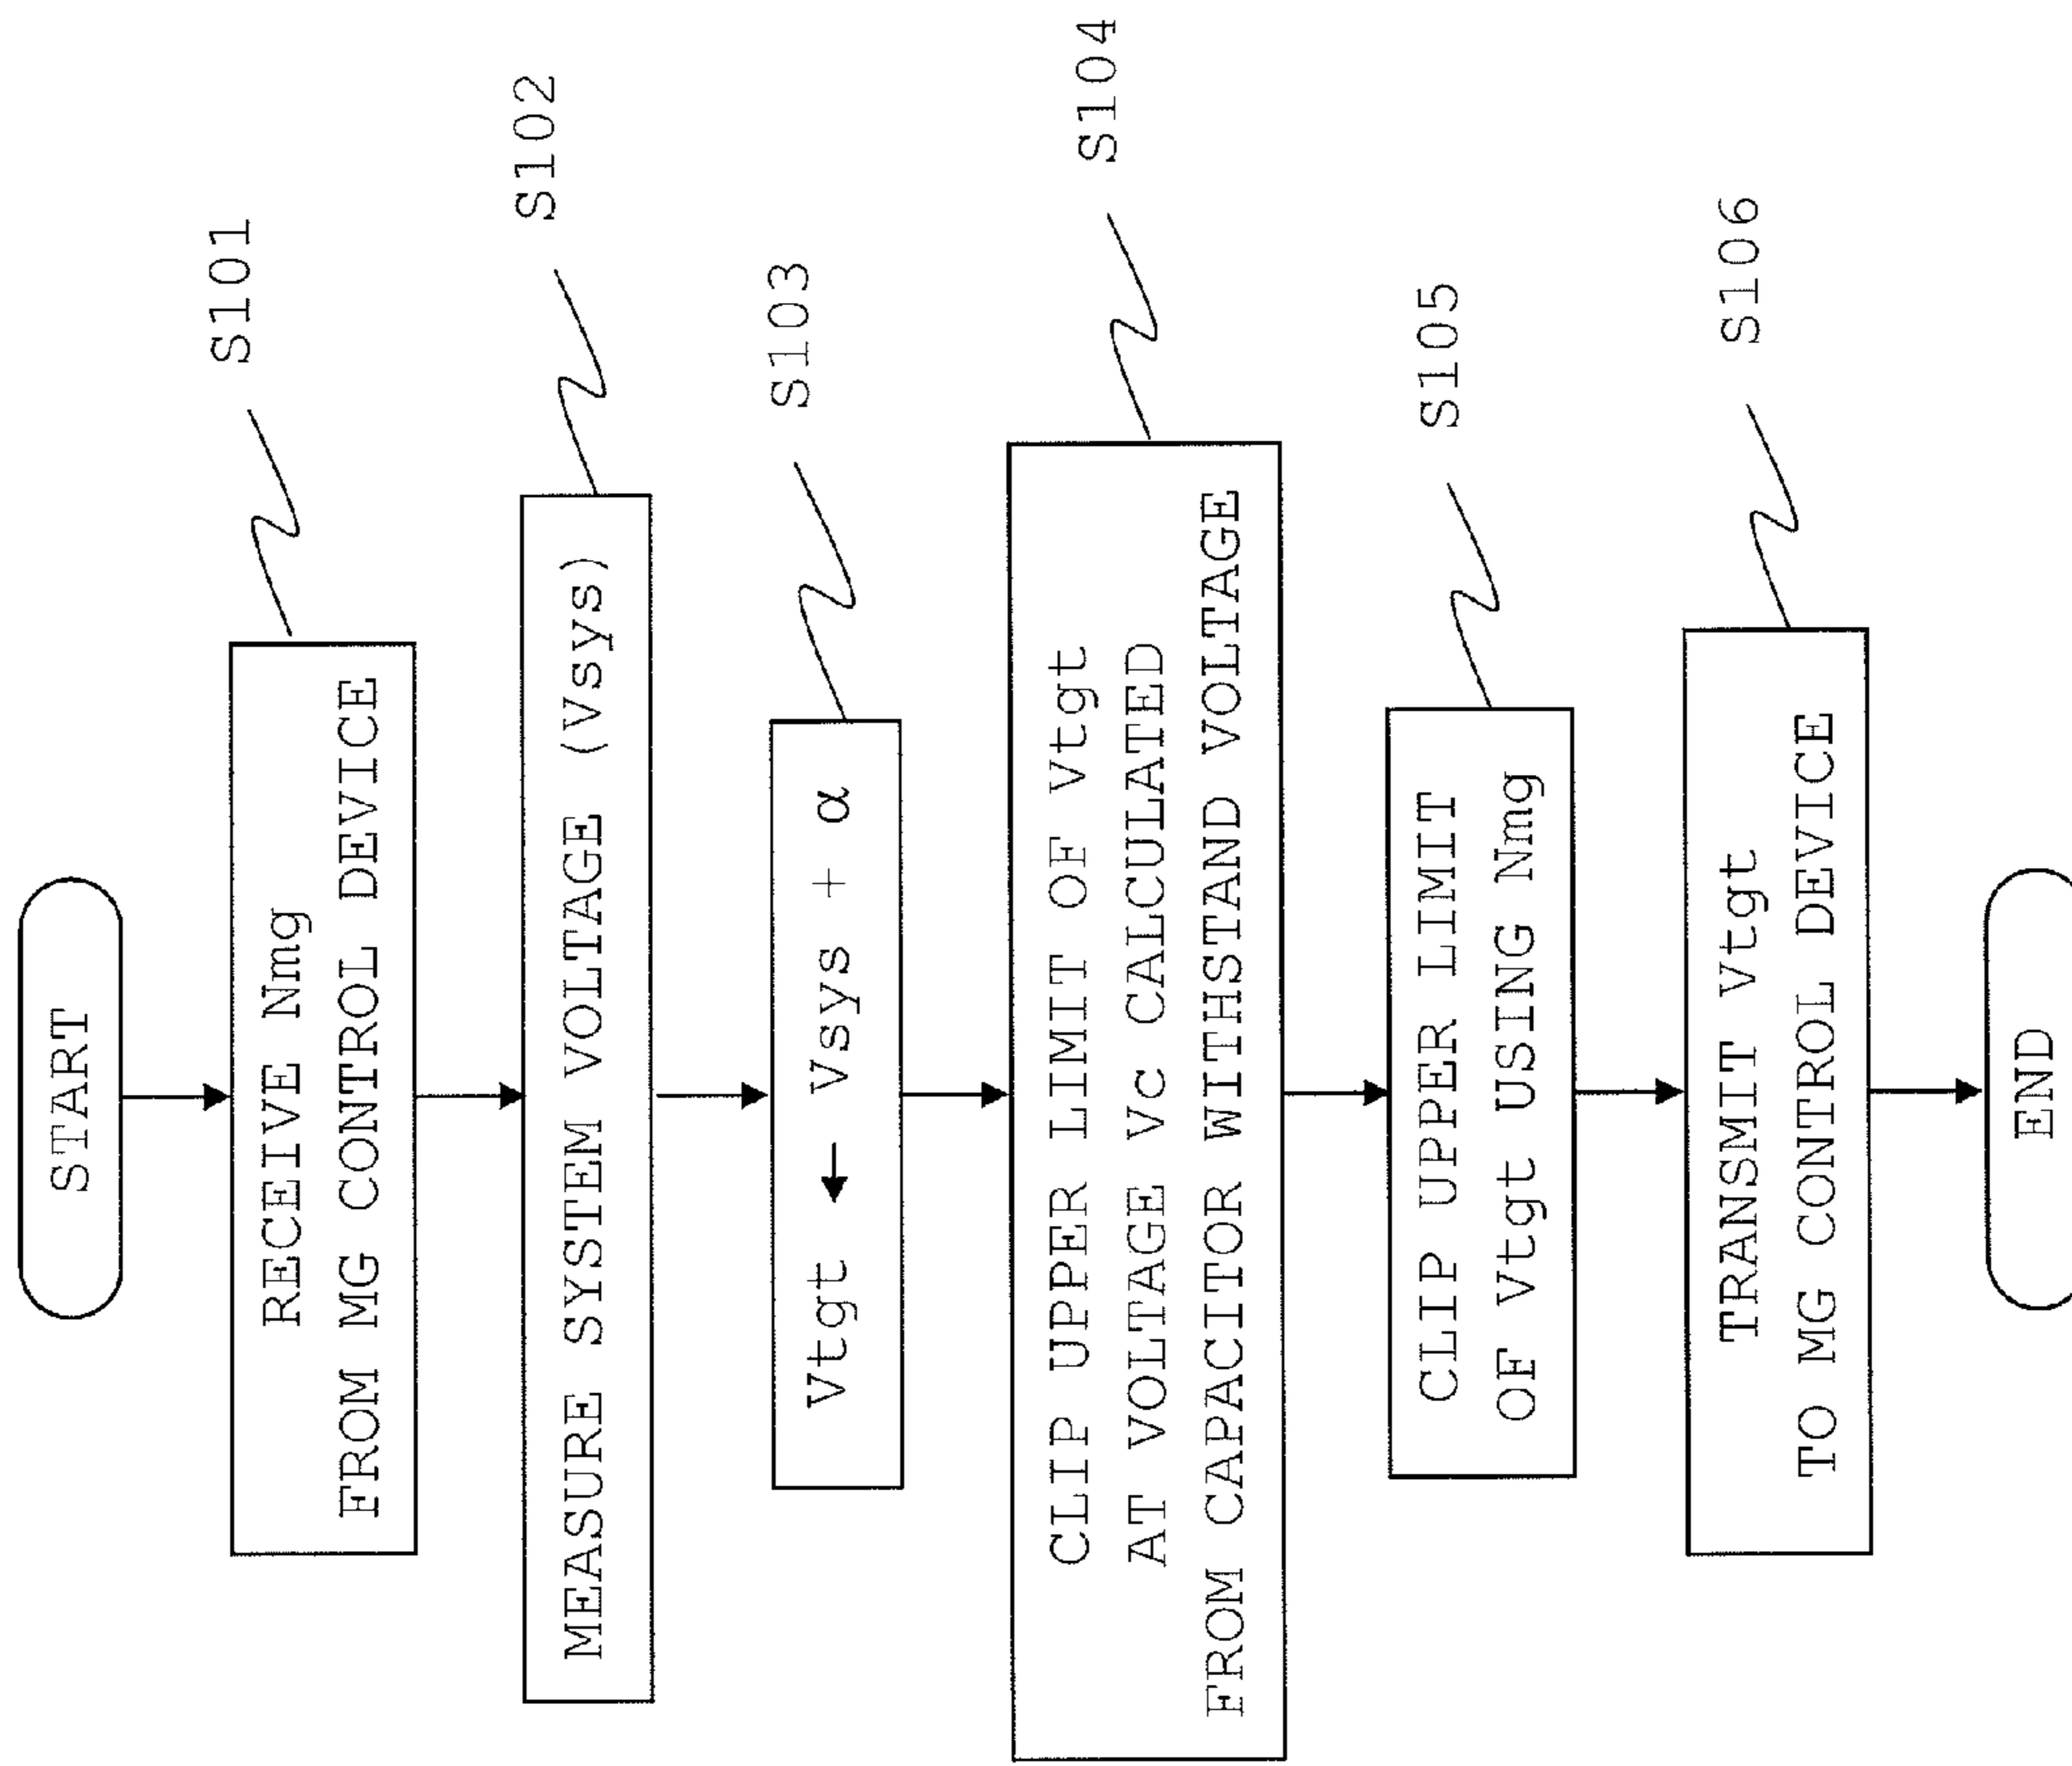 START
RECEIVE Nmg
FROM MG CONTROL DEVICE
S101
MEASURE SYSTEM VOLTAGE (Vsys)
S102
Vtgt ← Vsys + α
S103
CLIP UPPER LIMIT OF Vtgt
AT VOLTAGE Vc CALCULATED
FROM CAPACITOR WITHSTAND VOLTAGE
S104
CLIP UPPER LIMIT
OF Vtgt USING Nmg
S105
TRANSMIT Vtgt
TO MG CONTROL DEVICE
S106
END